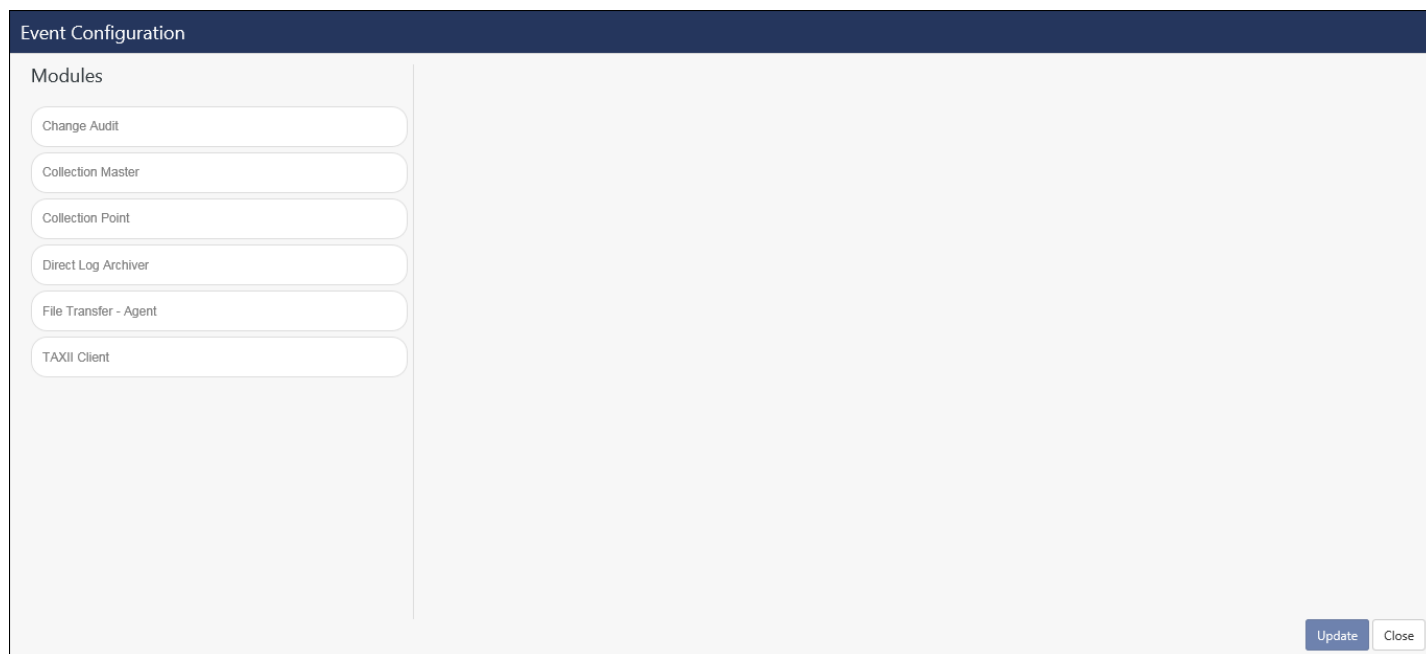 Event Configuration
Modules
Change Audit
Collection Master
Collection Point
Direct Log Archiver
File Transfer - Agent
TAXII Client
Update Close